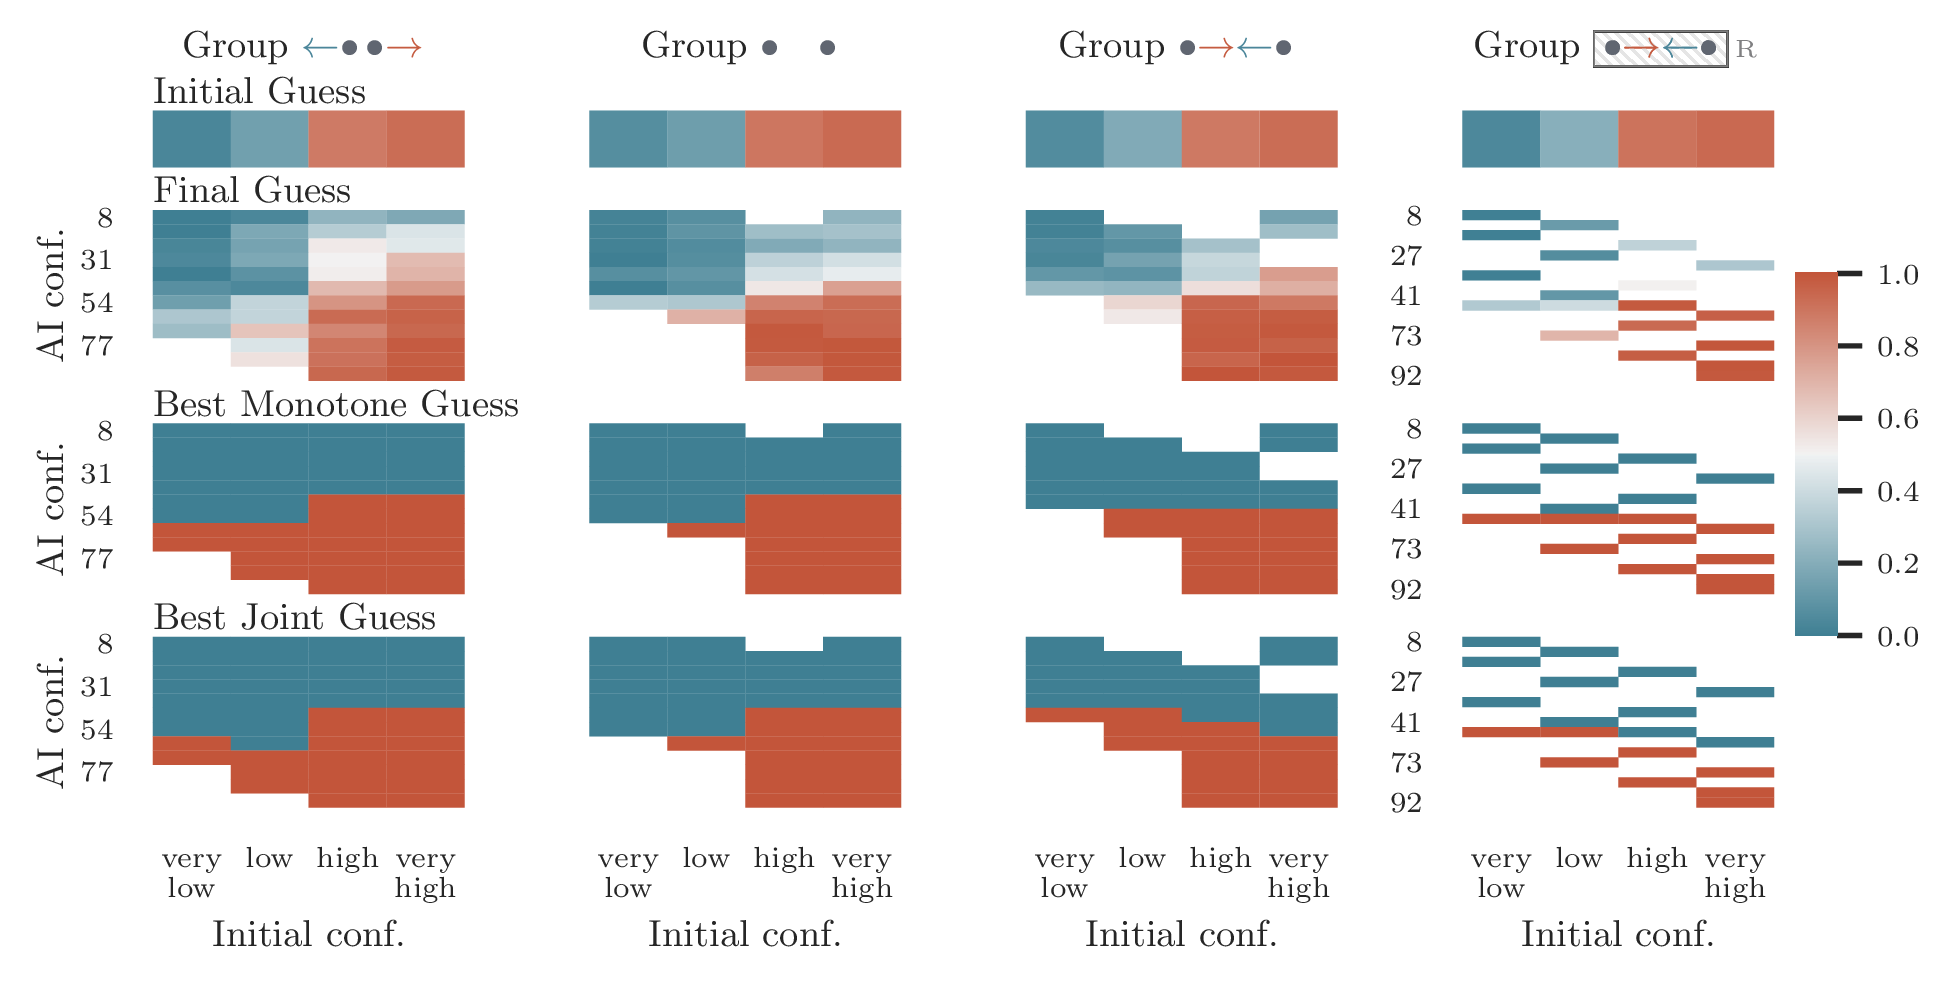 Group
Group
Group
Group R
Initial Guess
Final Guess
AI conf.
8
31
54
77
8
27
41
73
92
1.0
0.8
0.6
0.4
0.2
0.0
Best Monotone Guess
AI conf.
8
31
54
77
8
27
41
73
92
Best Joint Guess
AI conf.
8
31
54
77
8
27
41
73
92
very low
low
high
very high
very low
low
high
very high
very low
low
high
very high
very low
low
high
very high
Initial conf.
Initial conf.
Initial conf.
Initial conf.